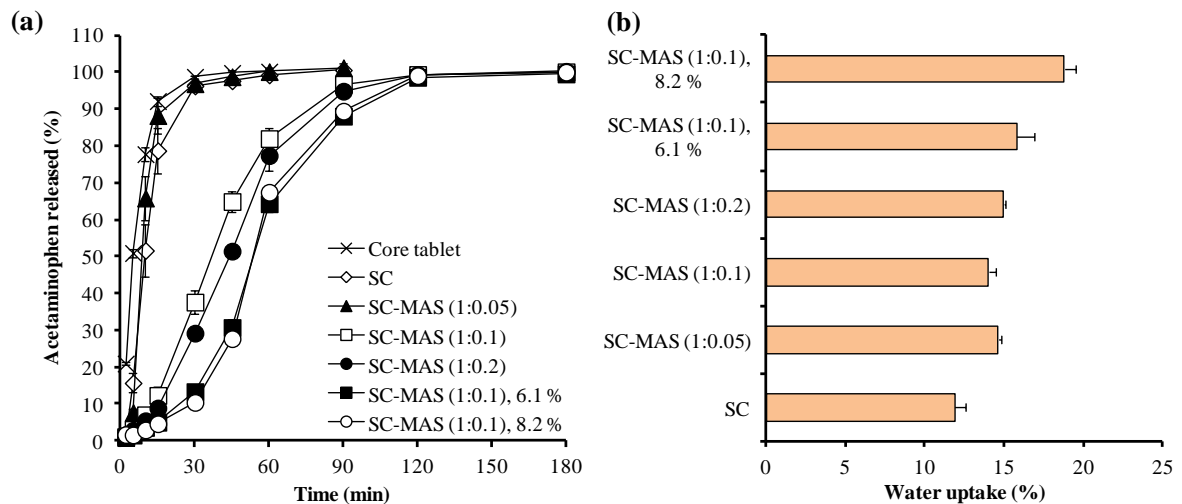 (a)
110
100
90
80
70
60
50
40
30
20
10
0
Acetaminophen released (%)
0
30
60
90
120
150
180
Time (min)
Core tablet
SC
SC-MAS (1:0.05)
SC-MAS (1:0.1)
SC-MAS (1:0.2)
SC-MAS (1:0.1), 6.1 %
SC-MAS (1:0.1), 8.2 %
(b)
SC-MAS (1:0.1),
8.2 %
SC-MAS (1:0.1),
6.1 %
SC-MAS (1:0.2)
SC-MAS (1:0.1)
SC-MAS (1:0.05)
SC
0
5
10
15
20
25
Water uptake (%)